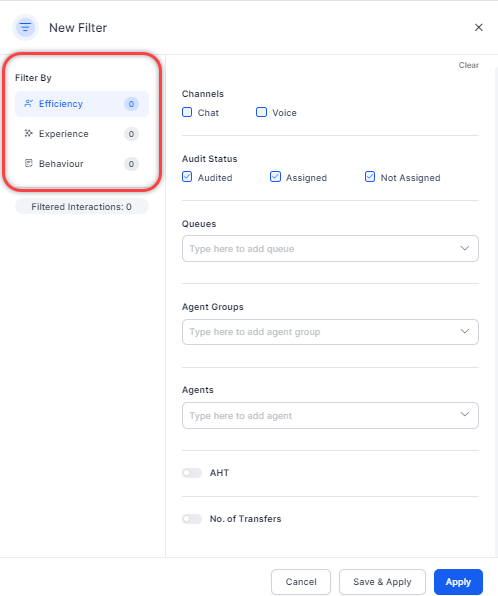 New Filter
Filter By
Efficiency 0
Experience 0
Behaviour 0
Filtered Interactions: 0
Clear
Channels
Chat Voice
Audit Status
Audited Assigned Not Assigned
Queues
Type here to add queue
Agent Groups
Type here to add agent group
Agents
Type here to add agent
AHT
No. of Transfers
Cancel Save & Apply Apply